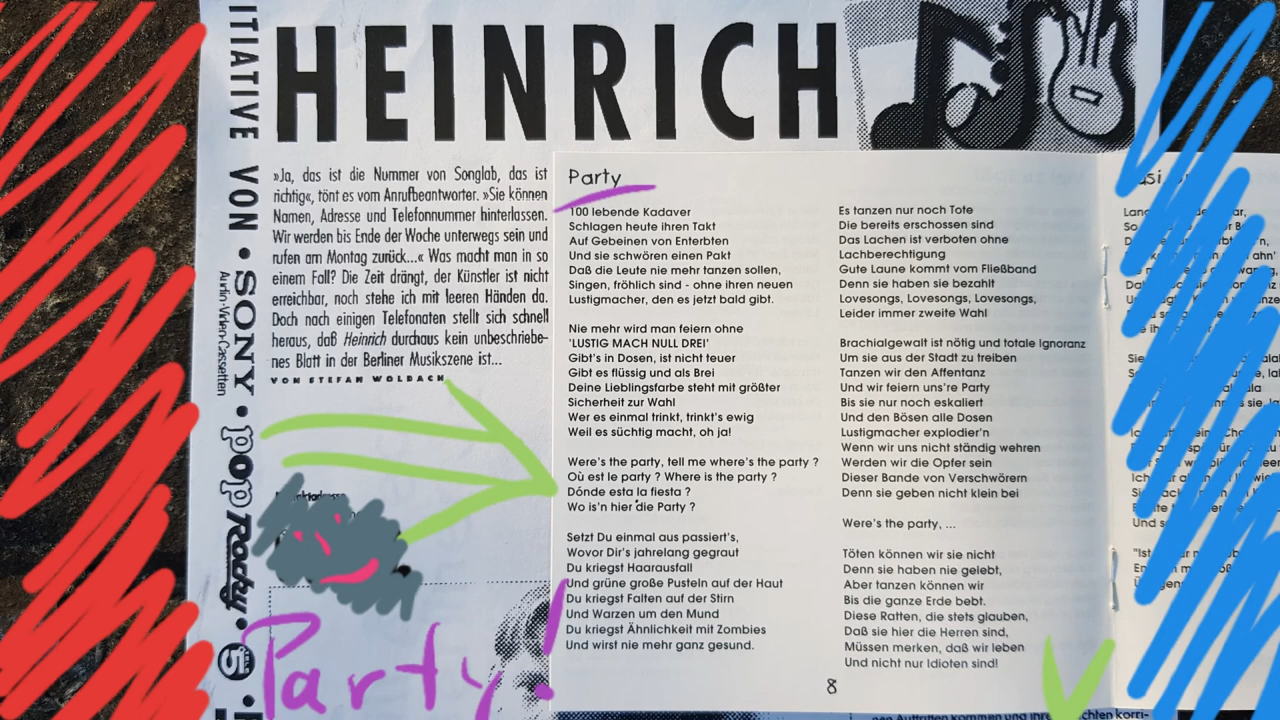 ITIATIVE VON • SONY • pop Rocky •
Audio-Video-Cassetten
HEINRICH
»Ja, das ist die Nummer von Songlab, das ist
richtig«, tönt es vom Anrufbeantworter. »Sie können
Namen, Adresse und Telefonnummer hinterlassen.
Wir werden bis Ende der Woche unterwegs sein und
rufen am Montag zurück...« Was macht man in so
einem Fall? Die Zeit drängt, der Künstler ist nicht
erreichbar, noch stehe ich mit leeren Händen da.
Doch nach einigen Telefonaten stellt sich schnell
heraus, daß Heinrich durchaus kein unbeschriebe-
nes Blatt in der Berliner Musikszene ist...
VON STEFAN WOLDACH
Party!
Party
100 lebende Kadaver
Schlagen heute ihren Takt
Auf Gebeinen von Enterbten
Und sie schwören einen Pakt
Daß die Leute nie mehr tanzen sollen,
Singen, fröhlich sind - ohne ihren neuen
Lustigmacher, den es jetzt bald gibt.
Nie mehr wird man feiern ohne
'LUSTIG MACH NULL DREI'
Gibt's in Dosen, ist nicht teuer
Gibt es flüssig und als Brei
Deine Lieblingsfarbe steht mit größter
Sicherheit zur Wahl
Wer es einmal trinkt, trinkt's ewig
Weil es süchtig macht, oh ja!
Were's the party, tell me where's the party ?
Où est le party ? Where is the party ?
Dónde esta la fiesta ?
Wo is'n hier die Party ?
Setzt Du einmal aus passiert's,
Wovor Dir's jahrelang gegraut
Du kriegst Haarausfall
Und grüne große Pusteln auf der Haut
Du kriegst Falten auf der Stirn
Und Warzen um den Mund
Du kriegst Ähnlichkeit mit Zombies
Und wirst nie mehr ganz gesund.
Es tanzen nur noch Tote
Die bereits erschossen sind
Das Lachen ist verboten ohne
Lachberechtigung
Gute Laune kommt vom Fließband
Denn sie haben sie bezahlt
Lovesongs, Lovesongs, Lovesongs,
Leider immer zweite Wahl
Brachialgewalt ist nötig und totale Ignoranz
Um sie aus der Stadt zu treiben
Tanzen wir den Affentanz
Und wir feiern uns're Party
Bis sie nur noch eskaliert
Und den Bösen alle Dosen
Lustigmacher explodier'n
Wenn wir uns nicht ständig wehren
Werden wir die Opfer sein
Dieser Bande von Verschwörern
Denn sie geben nicht klein bei
Were's the party, ...
Töten können wir sie nicht
Denn sie haben nie gelebt,
Aber tanzen können wir
Bis die ganze Erde bebt.
Diese Ratten, die stets glauben,
Daß sie hier die Herren sind,
Müssen merken, daß wir leben
Und nicht nur Idioten sind!
8